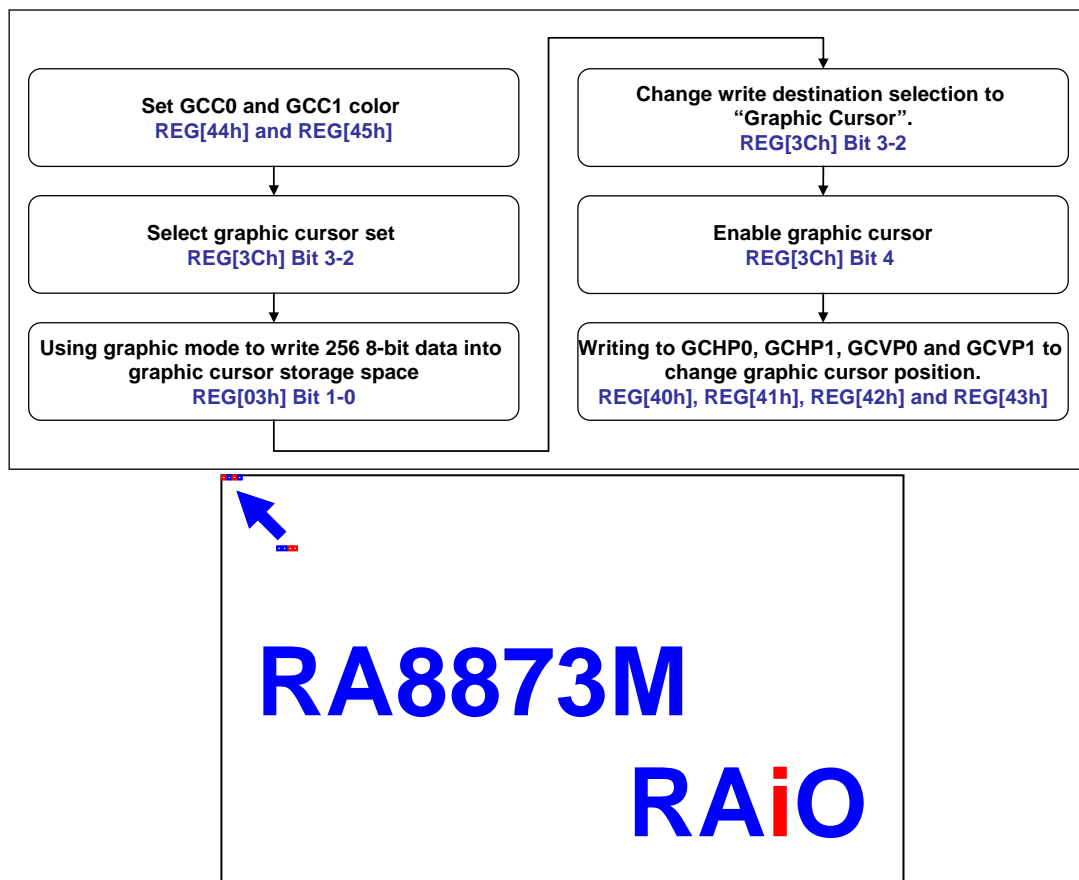 Set GCC0 and GCC1 color
REG[44h] and REG[45h]
Select graphic cursor set
REG[3Ch] Bit 3-2
Using graphic mode to write 256 8-bit data into
graphic cursor storage space
REG[03h] Bit 1-0
Change write destination selection to
“Graphic Cursor”.
REG[3Ch] Bit 3-2
Enable graphic cursor
REG[3Ch] Bit 4
Writing to GCHP0, GCHP1, GCVP0 and GCVP1 to
change graphic cursor position.
REG[40h], REG[41h], REG[42h] and REG[43h]
RA8873M
RAiO